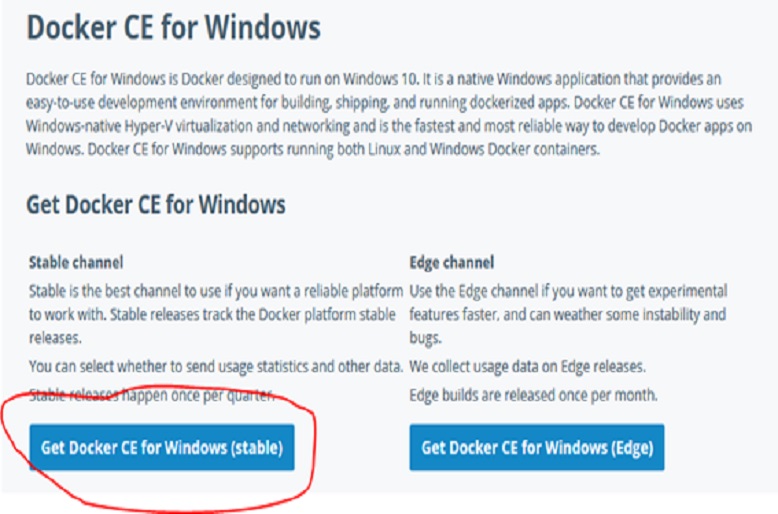 Docker CE for Windows
Docker CE for Windows is Docker designed to run on Windows 10. It is a native Windows application that provides an
easy-to-use development environment for building, shipping, and running dockerized apps. Docker CE for Windows uses
Windows-native Hyper-V virtualization and networking and is the fastest and most reliable way to develop Docker apps on
Windows. Docker CE for Windows supports running both Linux and Windows Docker containers.
Get Docker CE for Windows
Stable channel
Stable is the best channel to use if you want a reliable platform
to work with. Stable releases track the Docker platform stable
releases.
You can select whether to send usage statistics and other data.
Stable releases happen once per quarter.
Get Docker CE for Windows (stable)
Edge channel
Use the Edge channel if you want to get experimental
features faster, and can weather some instability and
bugs.
We collect usage data on Edge releases.
Edge builds are released once per month.
Get Docker CE for Windows (Edge)